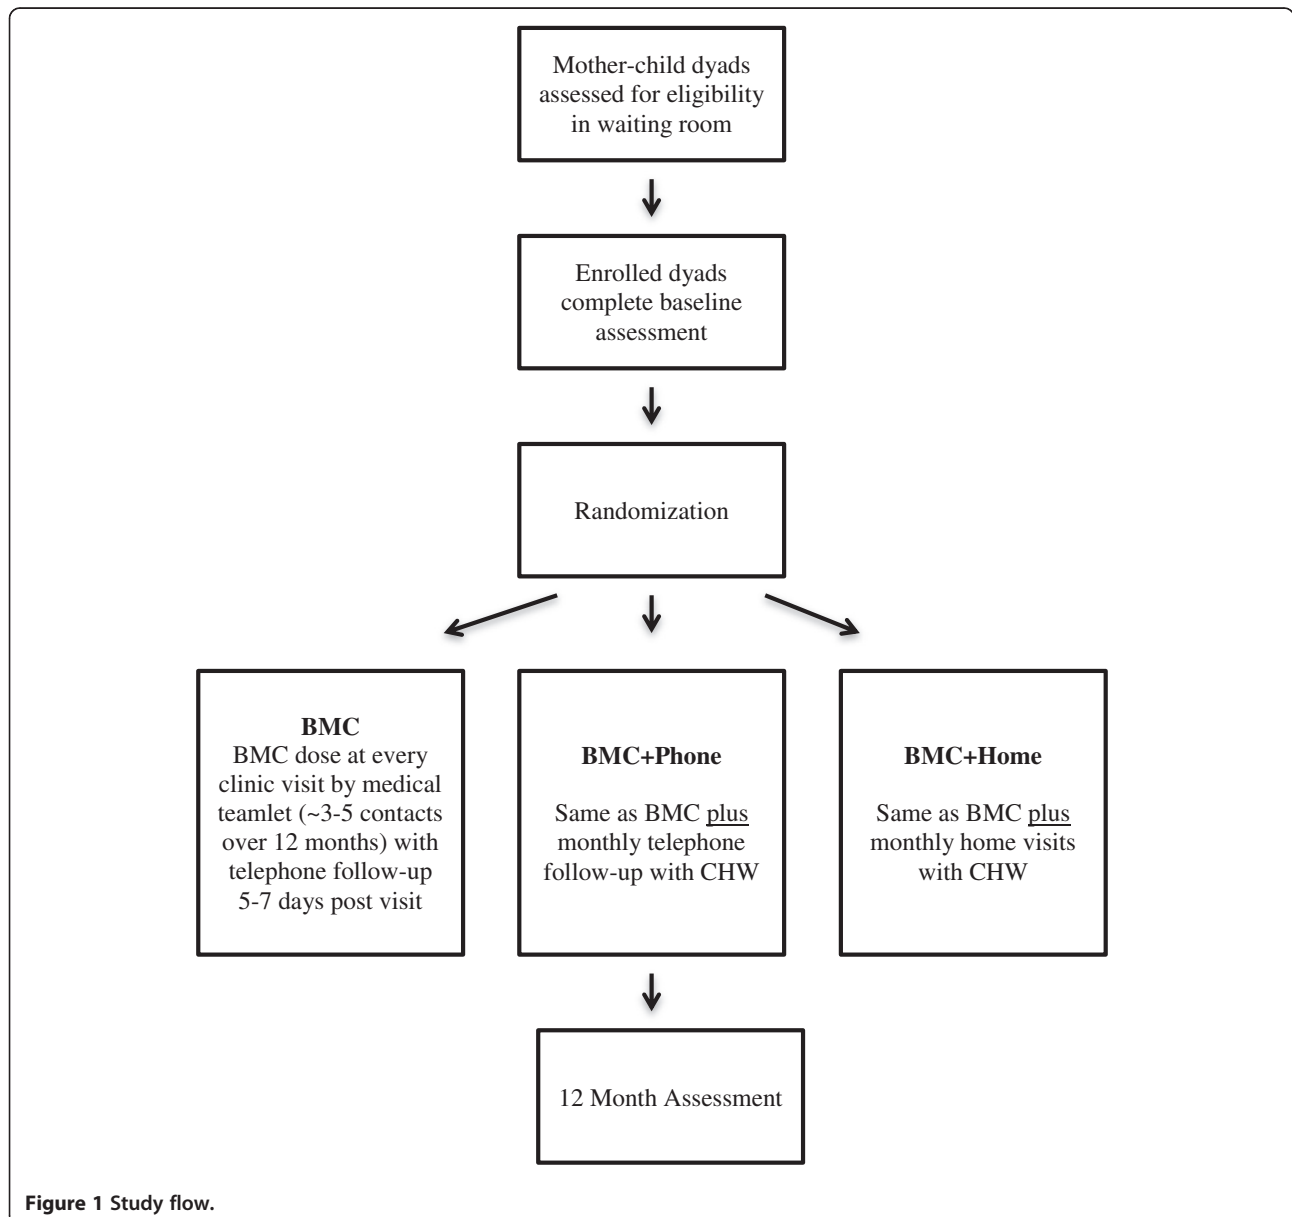 Mother-child dyads
assessed for eligibility
in waiting room
Enrolled dyads
complete baseline
assessment
Randomization
BMC
BMC dose at every
clinic visit by medical
teamlet (~3-5 contacts
over 12 months) with
telephone follow-up
5-7 days post visit
BMC+Phone
Same as BMC plus
monthly telephone
follow-up with CHW
BMC+Home
Same as BMC plus
monthly home visits
with CHW
12 Month Assessment
Figure 1 Study flow.